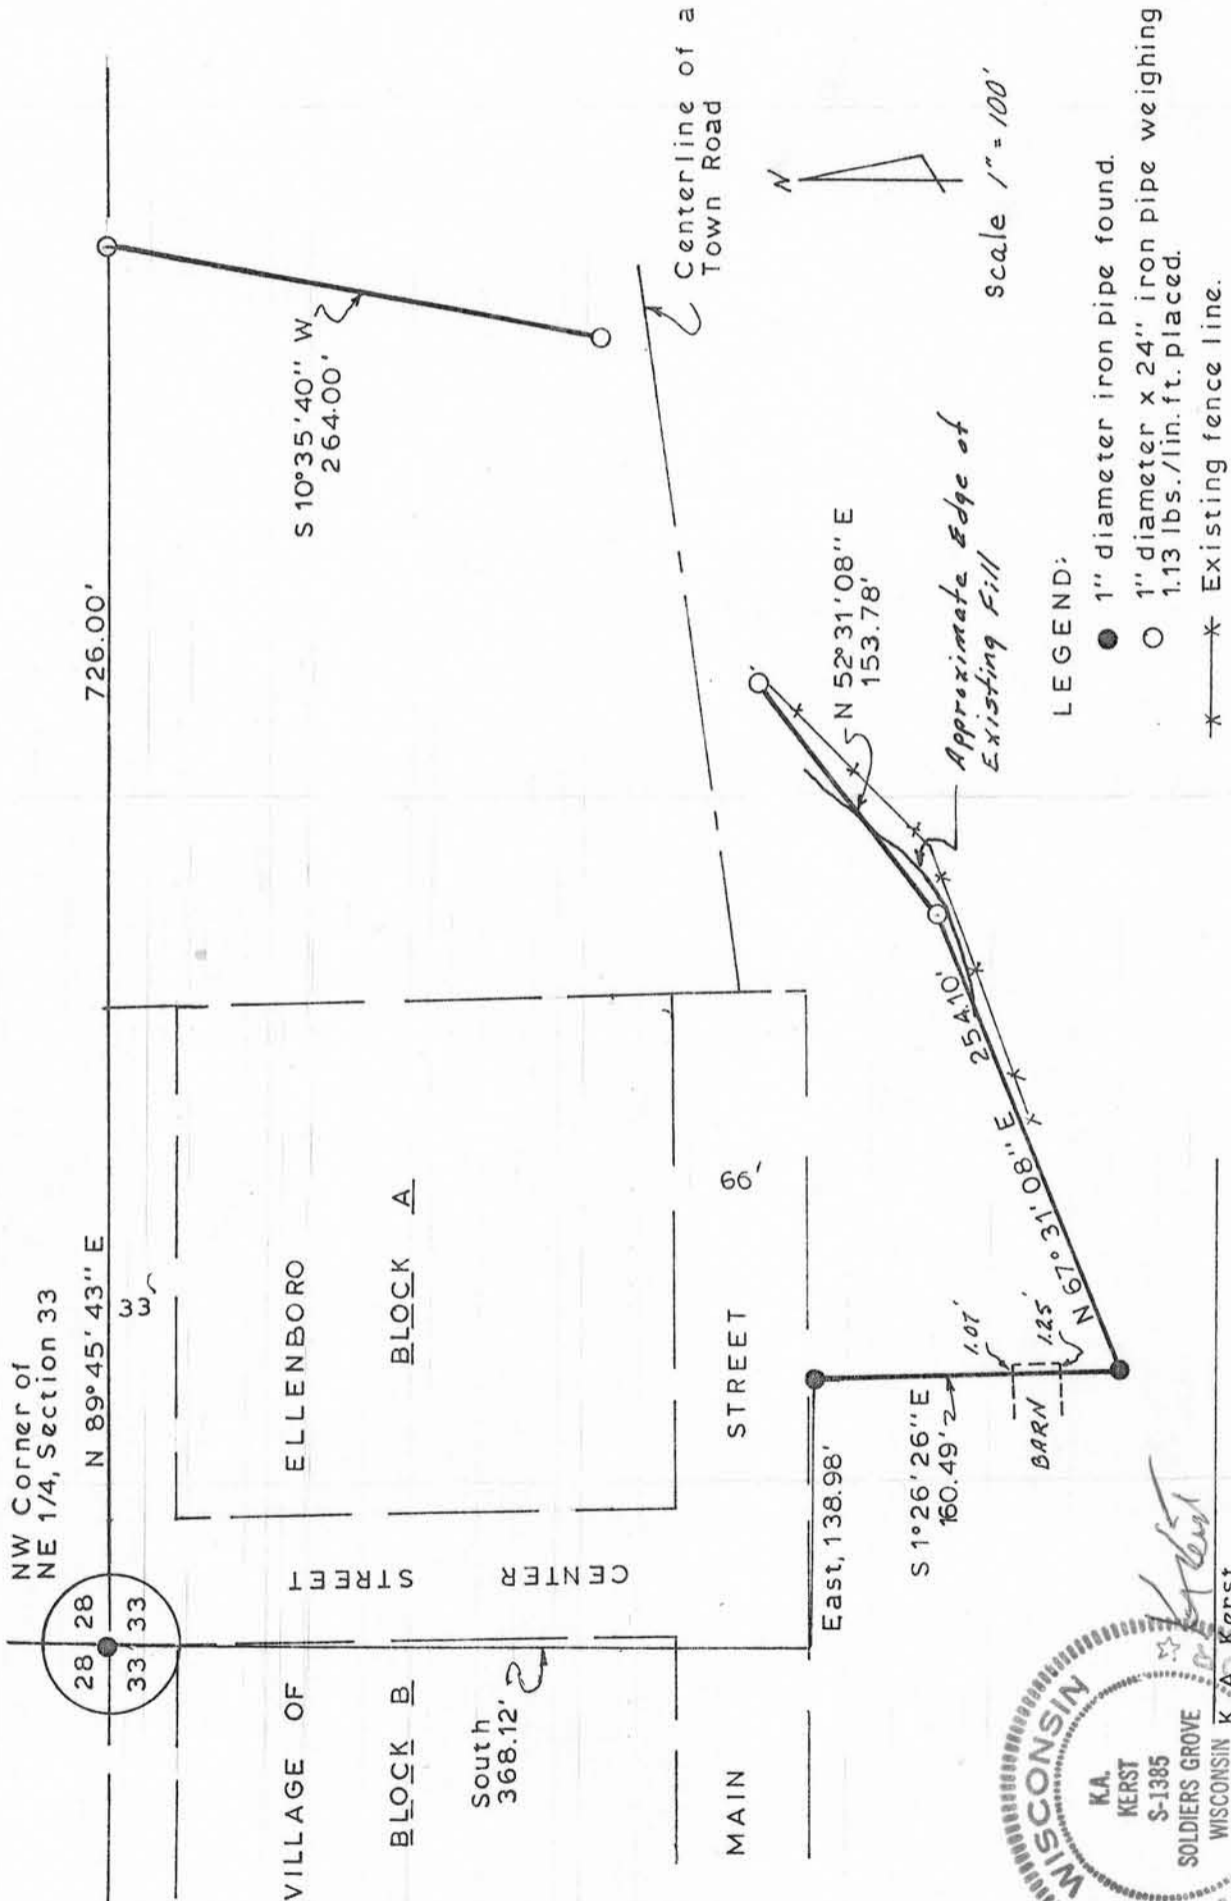 NW Corner of
NE 1/4, Section 33
28 28
33 33
N 89° 45' 43" E
726.00'
33'
S 10° 35' 40" W
264.00'
VILLAGE OF
ELLENBORO
BLOCK B
BLOCK A
CENTER
STREET
South
368.12'
MAIN
STREET
66'
Centerline of a
Town Road
N
Scale 1" = 100'
East, 138.98'
S 1° 26' 26" E
160.49'
1.07'
1.25'
BARN
N 67° 31' 08" E
254.10'
N 52° 31' 08" E
153.78'
Approximate Edge of
Existing Fill
LEGEND:
1" diameter iron pipe found.
1" diameter x 24" iron pipe weighing
1.13 lbs./lin. ft. placed.
Existing fence line.
WISCONSIN
K.A.
KERST
S-1385
SOLDIERS GROVE
WISCONSIN
K. A. Kerst